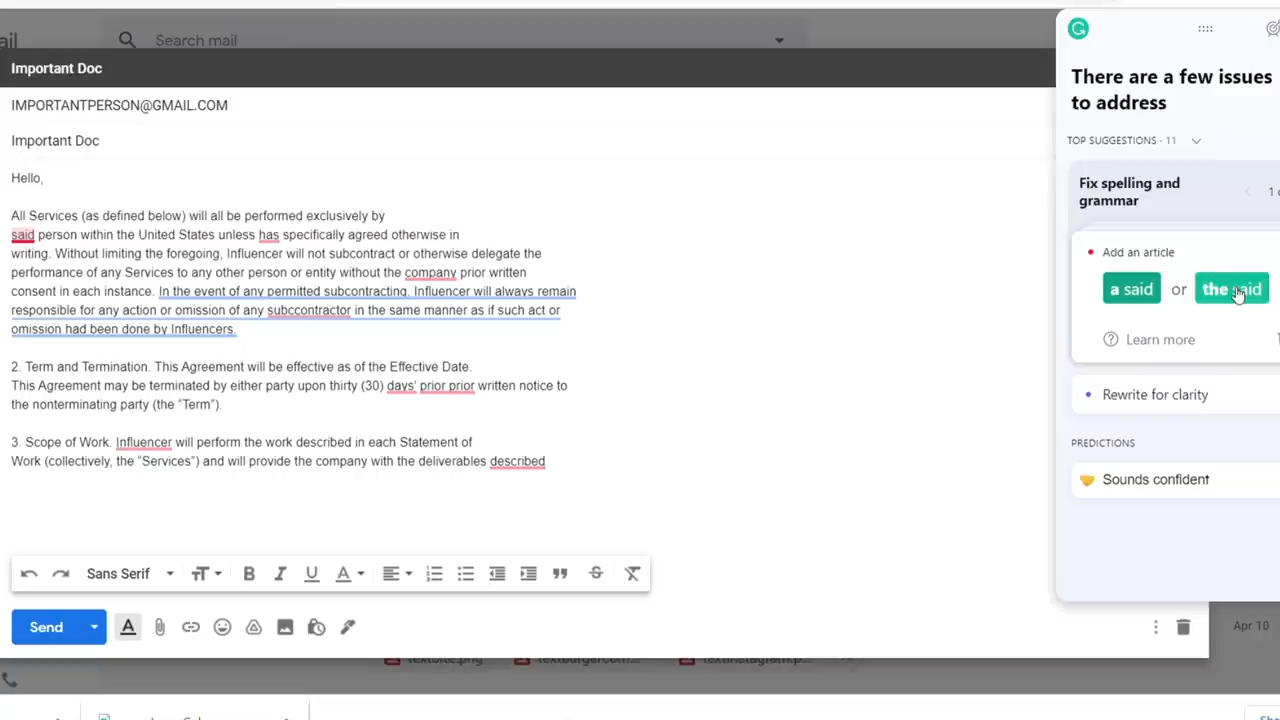 ail
Search mail
Important Doc
IMPORTANTPERSON@GMAIL.COM
Important Doc
Hello,
All Services (as defined below) will all be performed exclusively by
said person within the United States unless has specifically agreed otherwise in
writing. Without limiting the foregoing, Influencer will not subcontract or otherwise delegate the
performance of any Services to any other person or entity without the company prior written
consent in each instance. In the event of any permitted subcontracting, Influencer will always remain
responsible for any action or omission of any subccontractor in the same manner as if such act or
omission had been done by Influencers.
2. Term and Termination. This Agreement will be effective as of the Effective Date.
This Agreement may be terminated by either party upon thirty (30) days’ prior prior written notice to
the nonterminating party (the “Term”).
3. Scope of Work. Influencer will perform the work described in each Statement of
Work (collectively, the “Services”) and will provide the company with the deliverables described
Sans Serif
Send
There are a few issues
to address
TOP SUGGESTIONS · 11
Fix spelling and
grammar
1
Add an article
a said or the said
Learn more
Rewrite for clarity
PREDICTIONS
Sounds confident
Apr 10